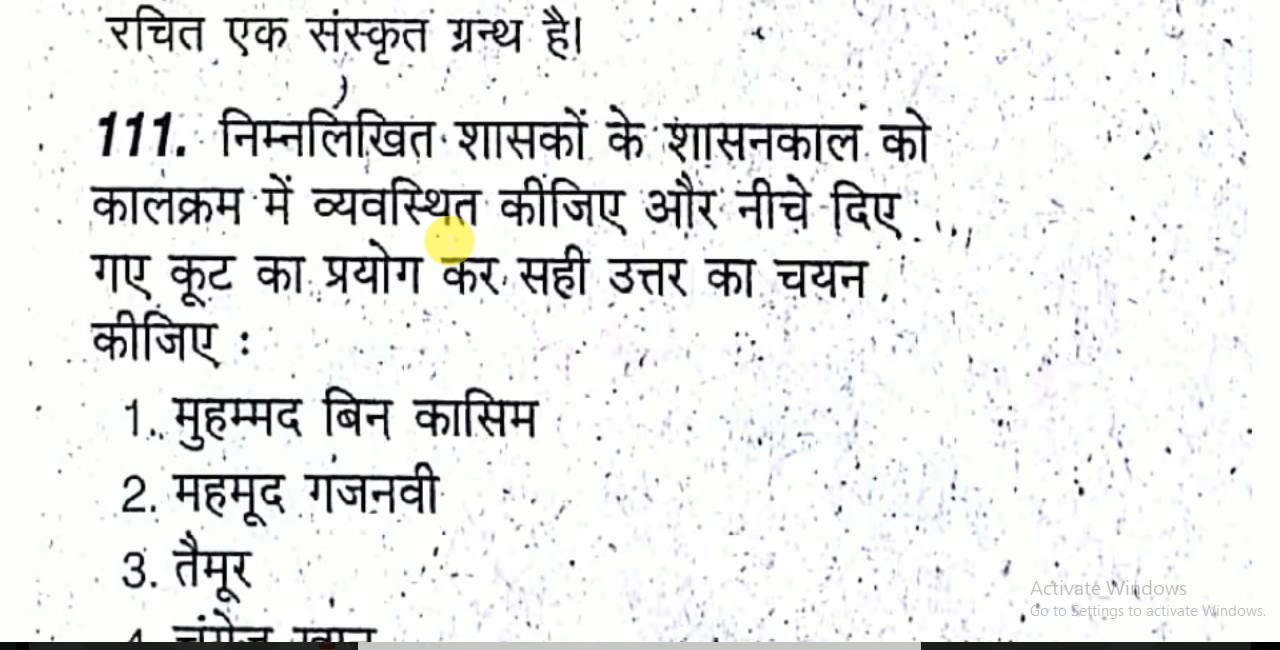 रचित एक संस्कृत ग्रन्थ है।
111. निम्नलिखित शासकों के शासनकाल को
कालक्रम में व्यवस्थित कीजिए और नीचे दिए
गए कूट का प्रयोग कर सही उत्तर का चयन
कीजिए :
1. मुहम्मद बिन कासिम
2. महमूद गजनवी
3. तैमूर
Activate Windows
Go to Settings to activate Windows.